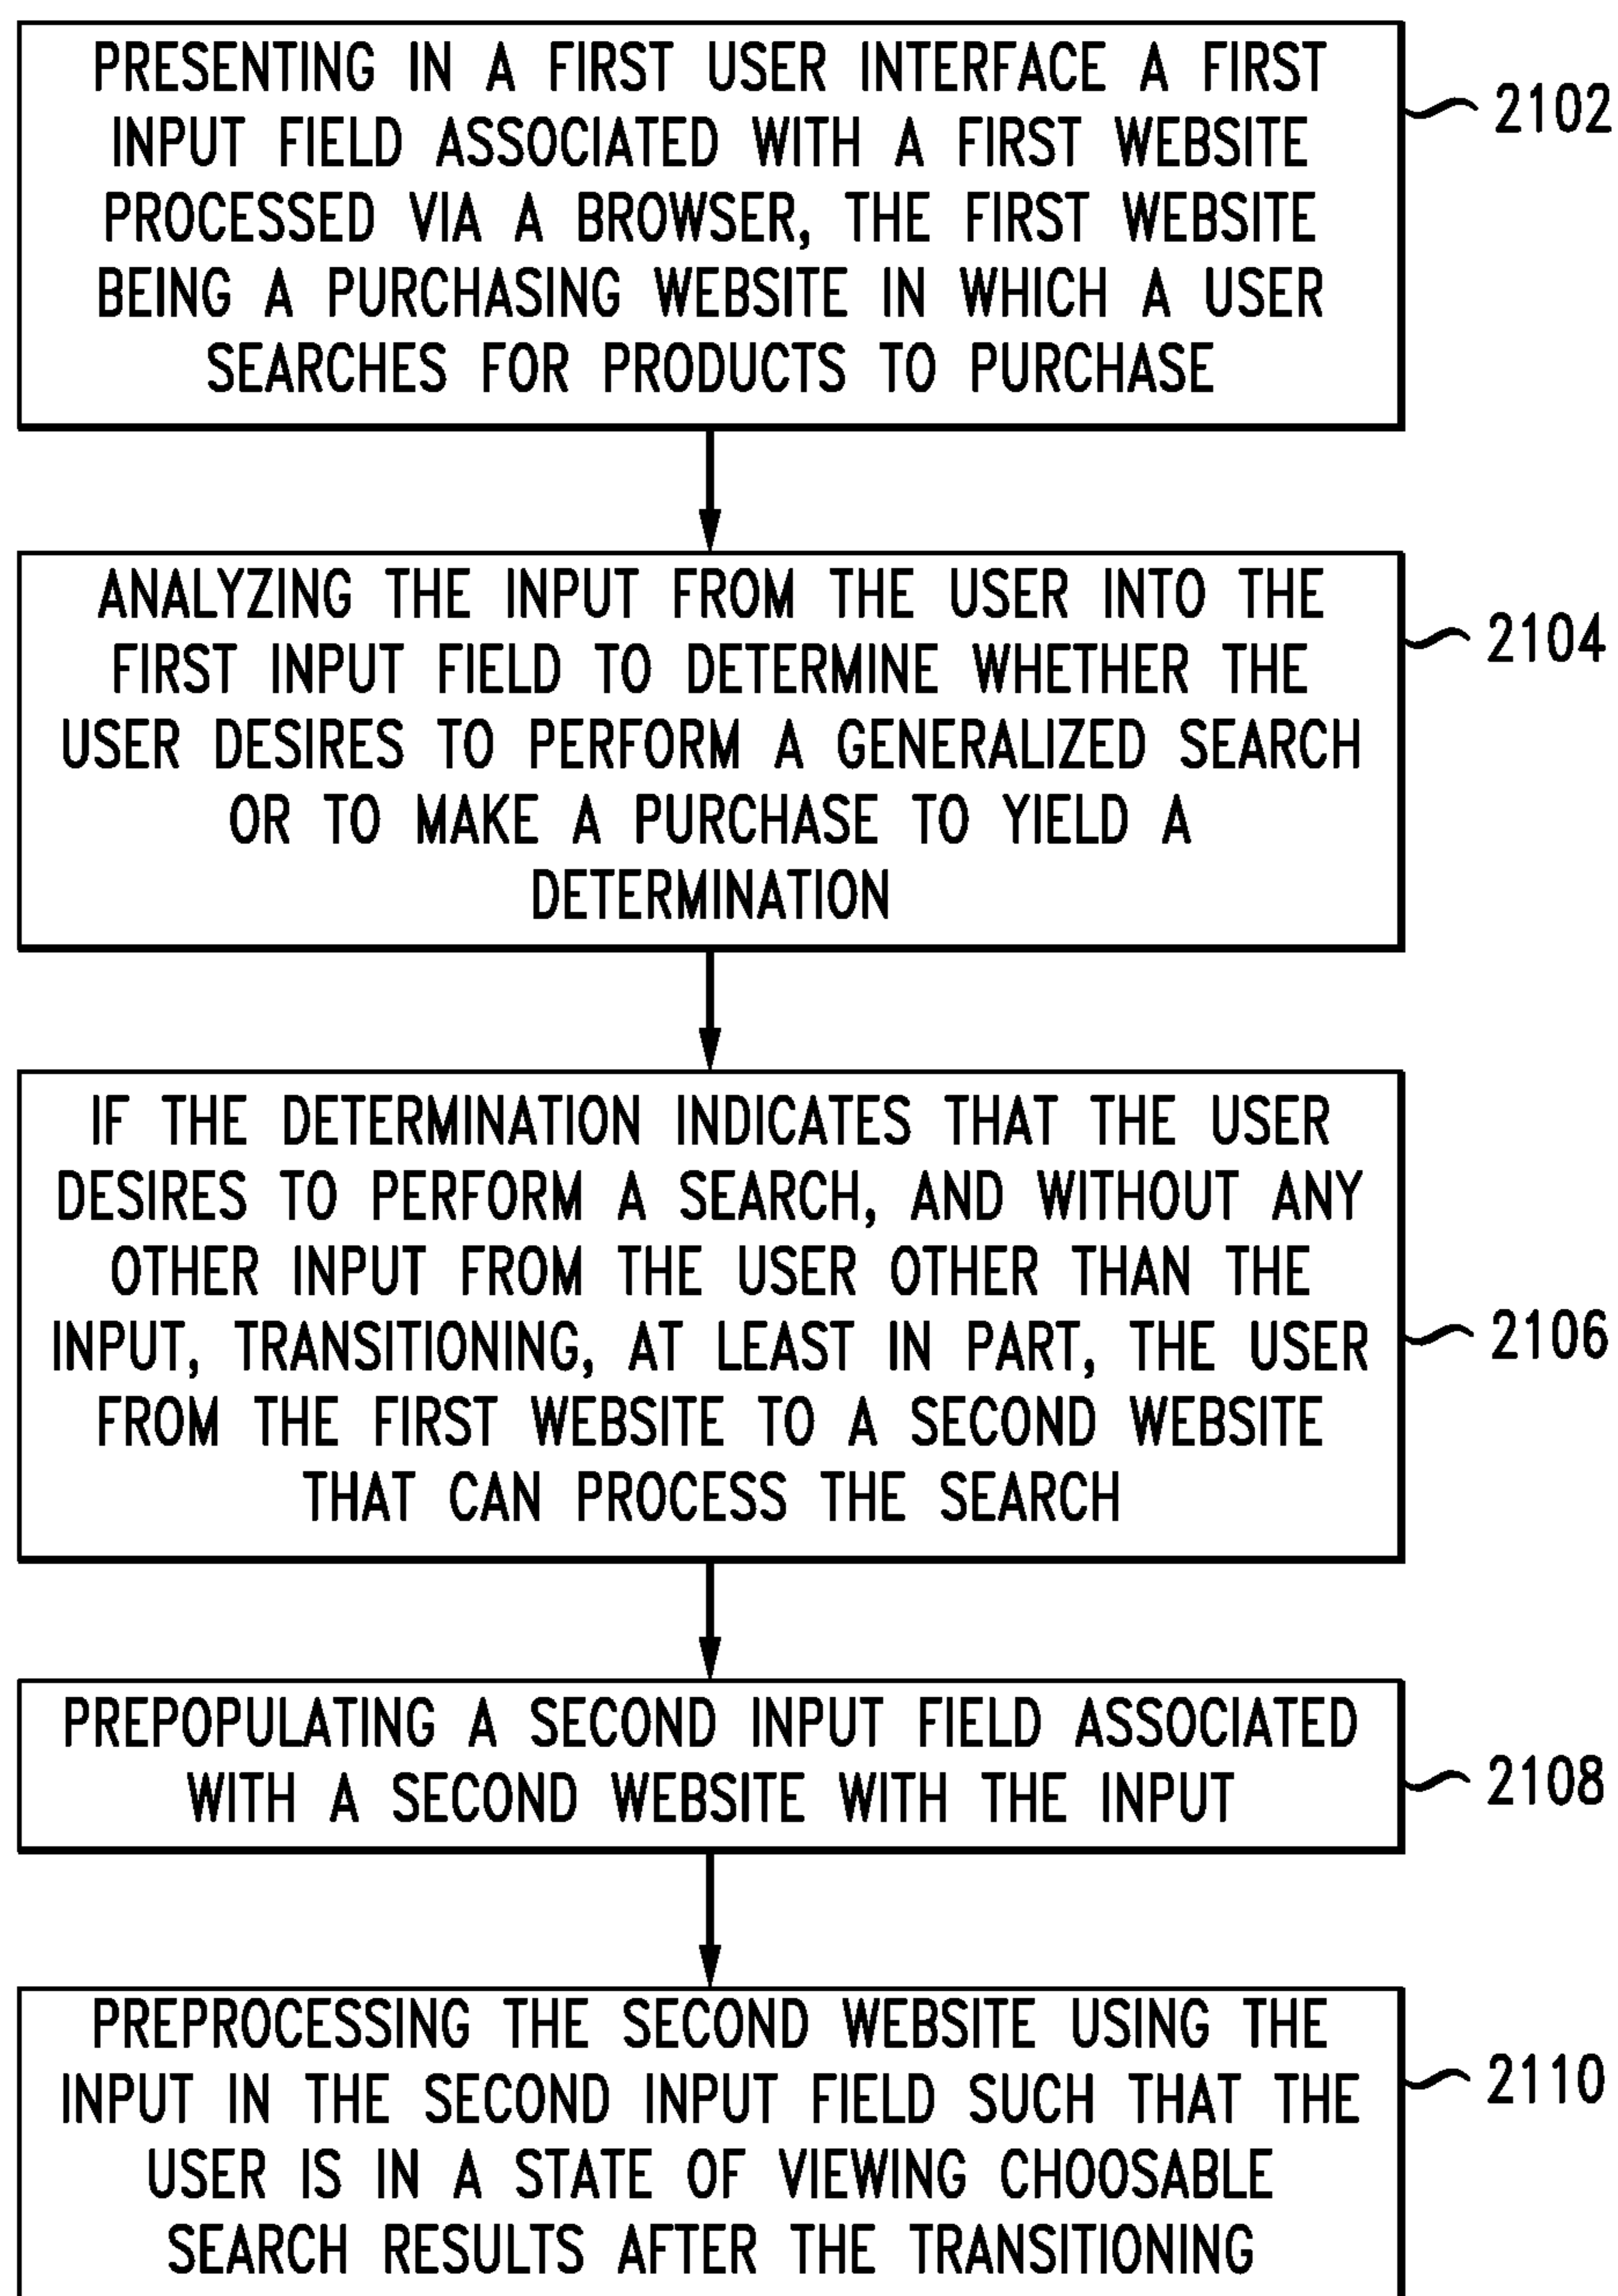 PRESENTING IN A FIRST USER INTERFACE A FIRST
INPUT FIELD ASSOCIATED WITH A FIRST WEBSITE
PROCESSED VIA A BROWSER, THE FIRST WEBSITE
BEING A PURCHASING WEBSITE IN WHICH A USER
SEARCHES FOR PRODUCTS TO PURCHASE
2102
ANALYZING THE INPUT FROM THE USER INTO THE
FIRST INPUT FIELD TO DETERMINE WHETHER THE
USER DESIRES TO PERFORM A GENERALIZED SEARCH
OR TO MAKE A PURCHASE TO YIELD A
DETERMINATION
2104
IF THE DETERMINATION INDICATES THAT THE USER
DESIRES TO PERFORM A SEARCH, AND WITHOUT ANY
OTHER INPUT FROM THE USER OTHER THAN THE
INPUT, TRANSITIONING, AT LEAST IN PART, THE USER
FROM THE FIRST WEBSITE TO A SECOND WEBSITE
THAT CAN PROCESS THE SEARCH
2106
PREPOPULATING A SECOND INPUT FIELD ASSOCIATED
WITH A SECOND WEBSITE WITH THE INPUT
2108
PREPROCESSING THE SECOND WEBSITE USING THE
INPUT IN THE SECOND INPUT FIELD SUCH THAT THE
USER IS IN A STATE OF VIEWING CHOOSABLE
SEARCH RESULTS AFTER THE TRANSITIONING
2110